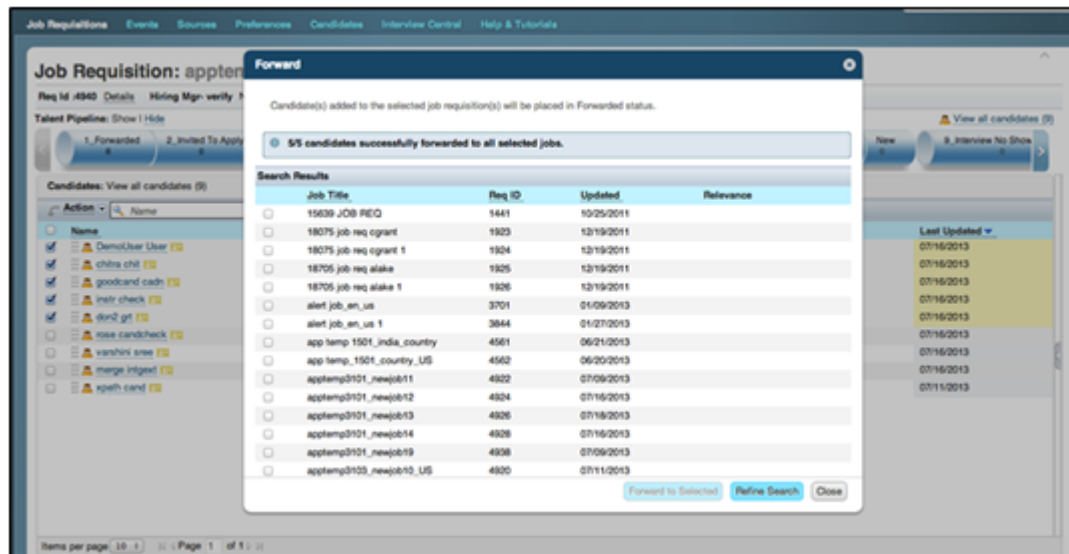 Job Requisitions Events Sources Preferences Candidates Interview Central Help & Tutorials
Job Requisition: apptem
Req Id :4940 Details Hiring Mgr- verify
Talent Pipeline: Show | Hide
View all candidates (9)
1_Forwarded
2_Invited To Apply
0
New
0
9_Interview No Show
0
Candidates: View all candidates (9)
Action Name
Name
Last Updated
DemoUser User 07/16/2013
chitra chit 07/16/2013
goodcand cadn 07/16/2013
instr check 07/16/2013
don2 grt 07/16/2013
rose candcheck 07/16/2013
varshini sree 07/16/2013
merge intgext 07/16/2013
xpath cand 07/11/2013
Items per page 10 Page 1 of 1
Forward
Candidate(s) added to the selected job requisition(s) will be placed in Forwarded status.
5/5 candidates successfully forwarded to all selected jobs.
Search Results
Job Title Req ID Updated Relevance
15639 JOB REQ 1441 10/25/2011
18075 job req cgrant 1923 12/19/2011
18075 job req cgrant 1 1924 12/19/2011
18705 job req alake 1925 12/19/2011
18705 job req alake 1 1926 12/19/2011
alert job_en_us 3701 01/09/2013
alert job_en_us 1 3844 01/27/2013
app temp 1501_india_country 4561 06/21/2013
app temp_1501_country_US 4562 06/20/2013
apptemp3101_newjob11 4922 07/09/2013
apptemp3101_newjob12 4924 07/16/2013
apptemp3101_newjob13 4926 07/18/2013
apptemp3101_newjob14 4928 07/16/2013
apptemp3101_newjob19 4938 07/09/2013
apptemp3103_newjob10_US 4920 07/11/2013
Forward to Selected Refine Search Close